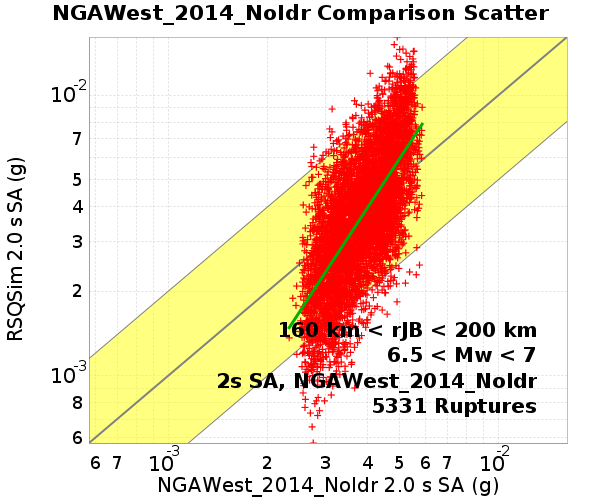 NGAWest_2014_NoIdr Comparison Scatter
RSQSim 2.0 s SA (g)
10-2
7
5
4
3
2
10-3
8
6
160 km < rJB < 200 km
6.5 < Mw < 7
2s SA, NGAWest_2014_NoIdr
5331 Ruptures
6 7 10-3 2 3 4 5 6 7 10-2
NGAWest_2014_NoIdr 2.0 s SA (g)